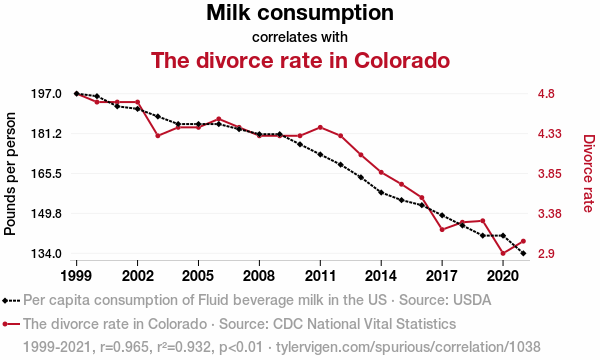 Milk consumption
correlates with
The divorce rate in Colorado
197.0
181.2
165.5
149.8
134.0
Pounds per person
4.8
4.33
3.85
3.38
2.9
Divorce rate
1999 2002 2005 2008 2011 2014 2017 2020
Per capita consumption of Fluid beverage milk in the US · Source: USDA
The divorce rate in Colorado · Source: CDC National Vital Statistics
1999-2021, r=0.965, r²=0.932, p<0.01 · tylervigen.com/spurious/correlation/1038